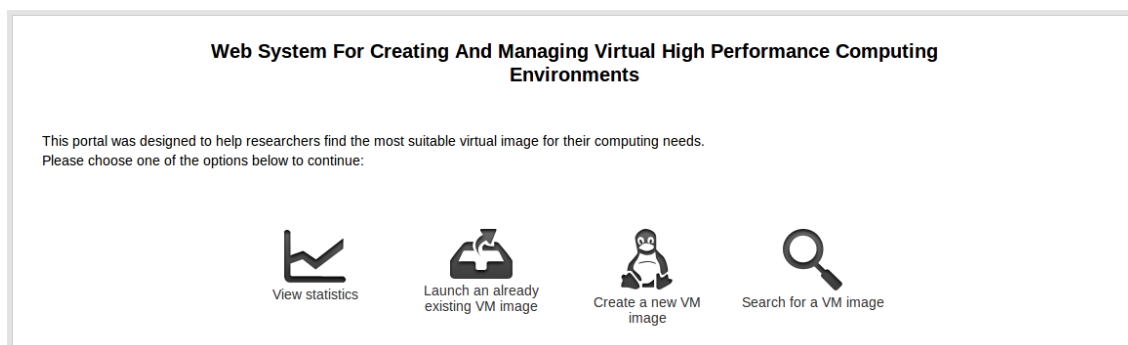 Web System For Creating And Managing Virtual High Performance Computing
Environments
This portal was designed to help researchers find the most suitable virtual image for their computing needs.
Please choose one of the options below to continue:
View statistics
Launch an already
existing VM image
Create a new VM
image
Search for a VM image